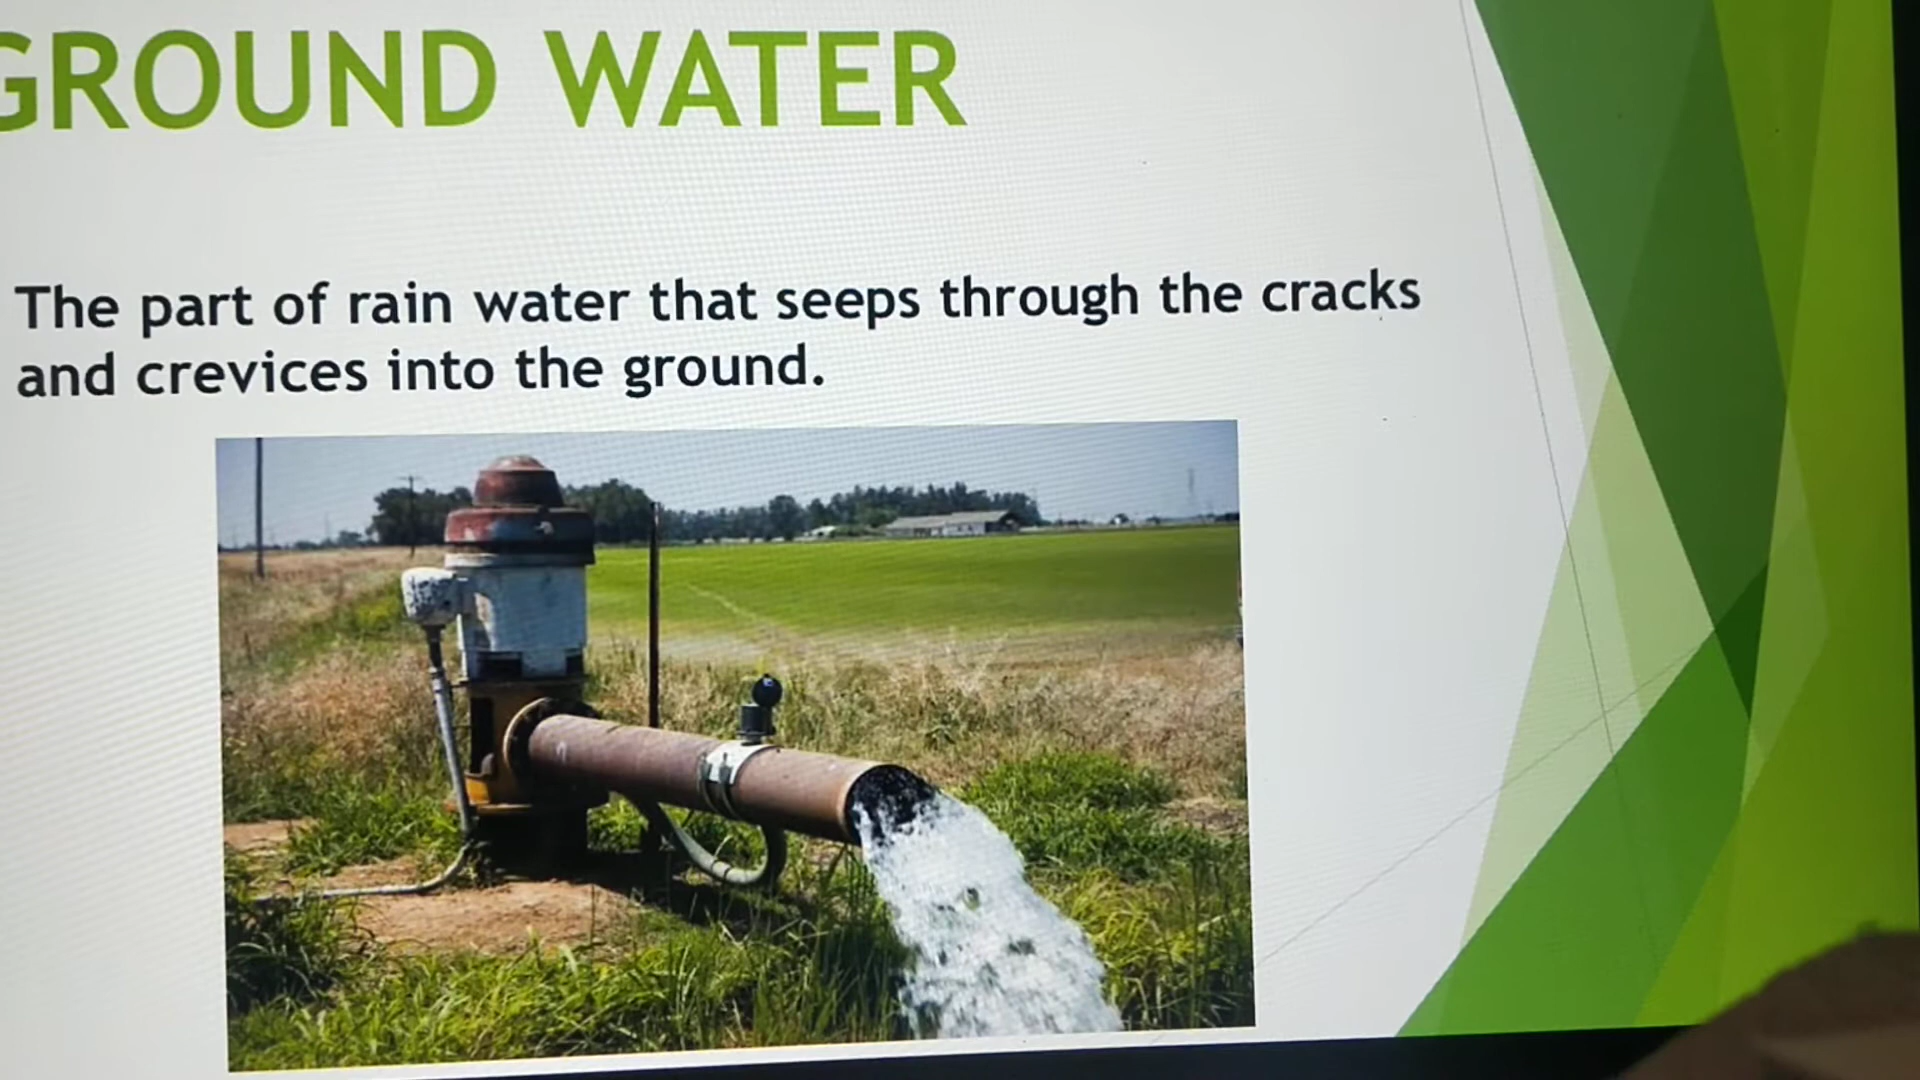 GROUND WATER
The part of rain water that seeps through the cracks
and crevices into the ground.